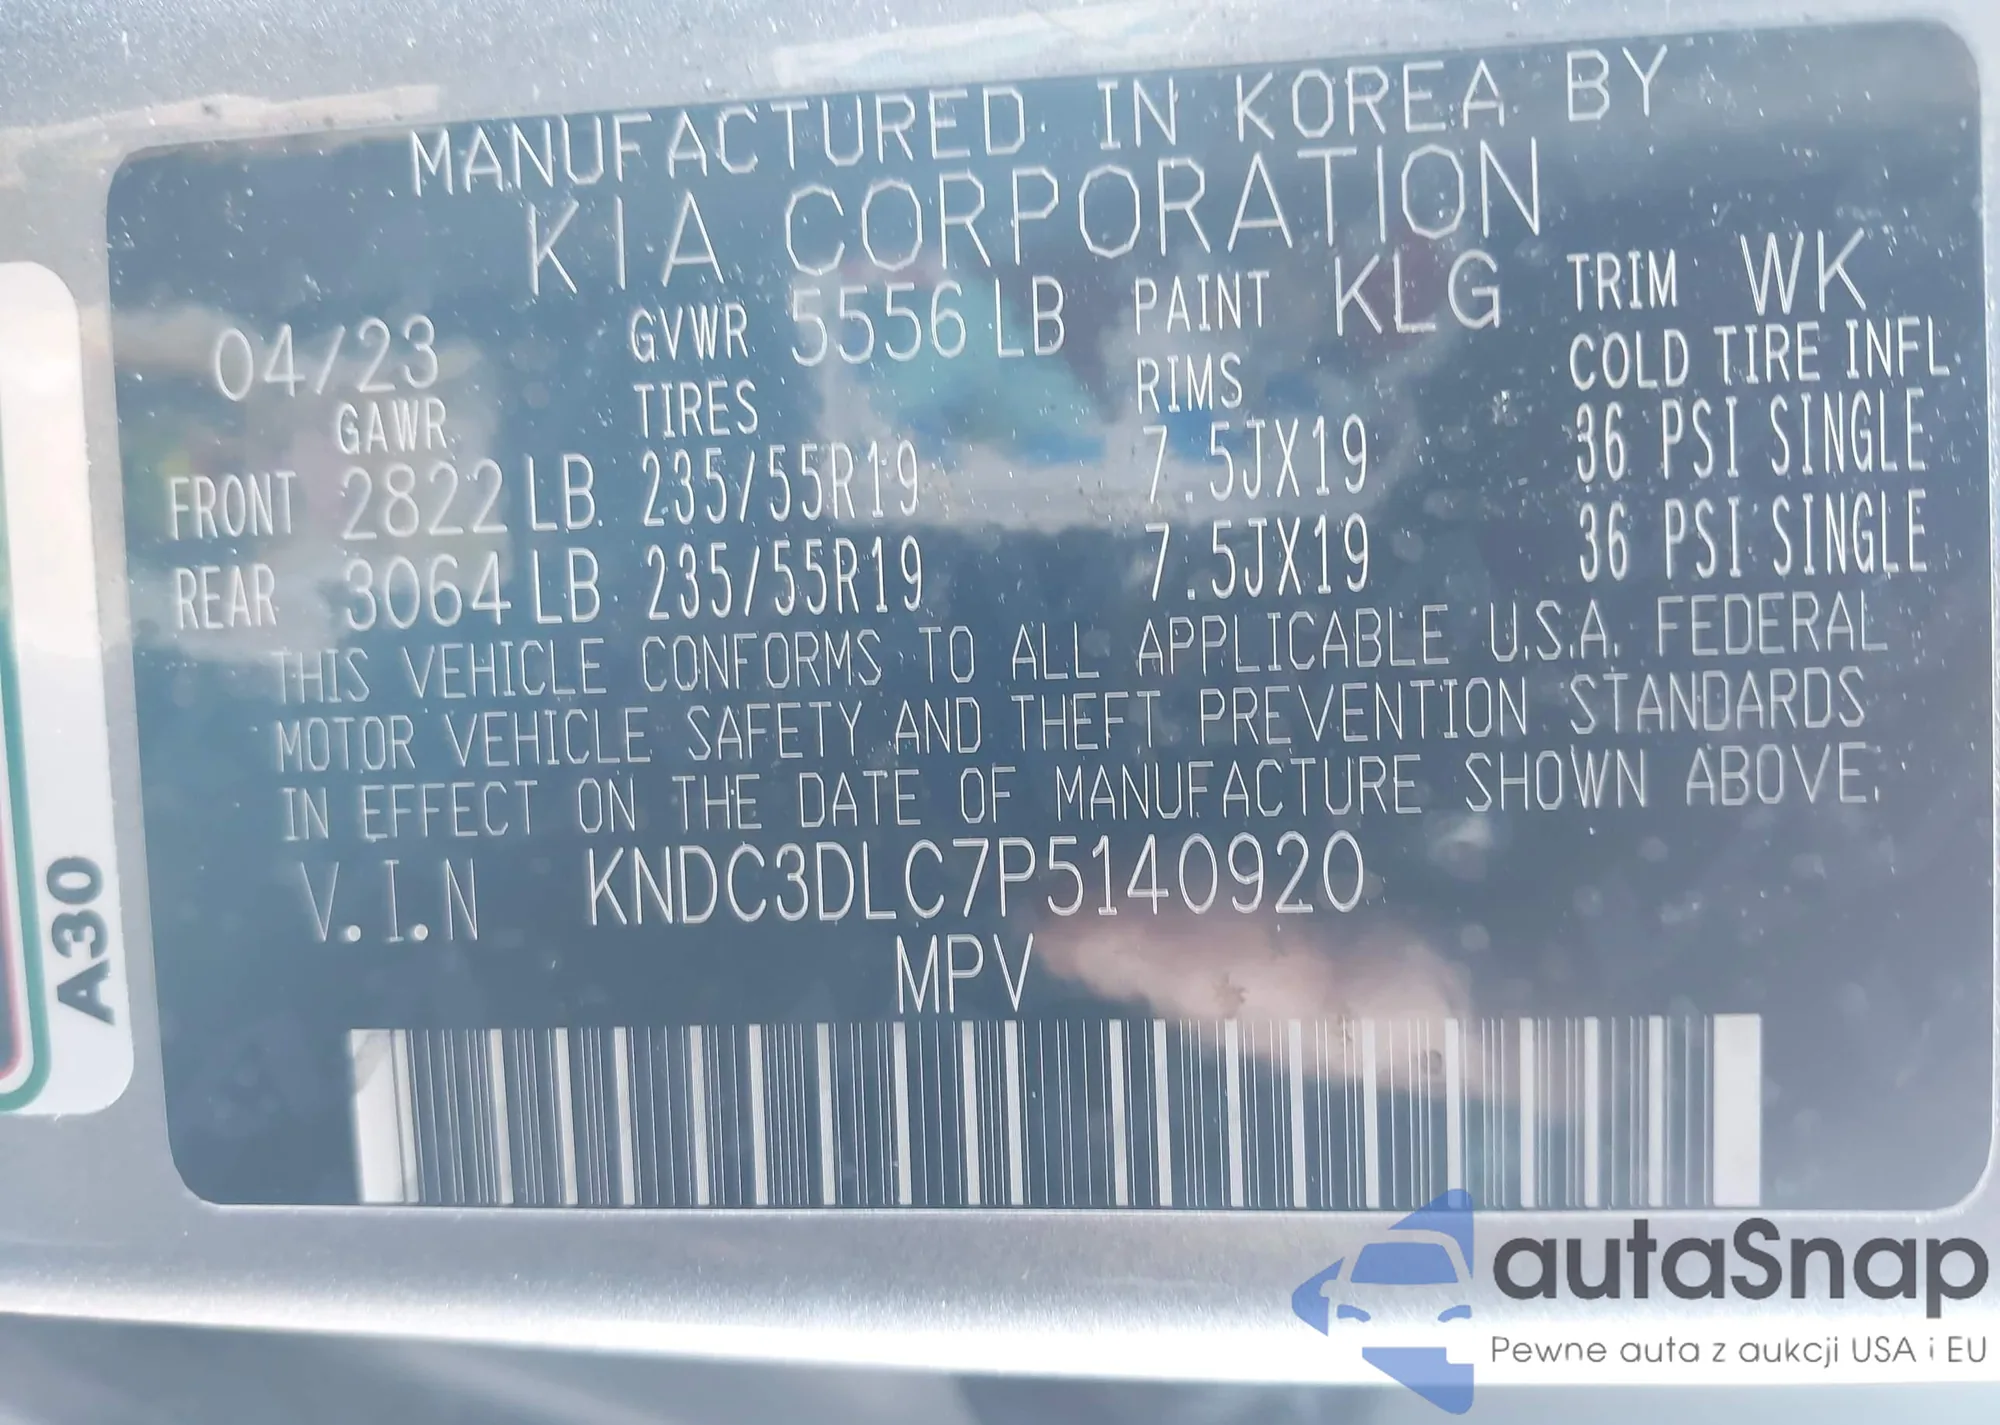 MANUFACTURED IN KOREA BY
KIA CORPORATION
04/23 GVWR 5556 LB PAINT KLG TRIM WK
GAWR TIRES RIMS COLD TIRE INFL.
FRONT 2822 LB 235/55R19 7.5JX19 36 PSI SINGLE
REAR 3064 LB 235/55R19 7.5JX19 36 PSI SINGLE
THIS VEHICLE CONFORMS TO ALL APPLICABLE U.S.A. FEDERAL
MOTOR VEHICLE SAFETY AND THEFT PREVENTION STANDARDS
IN EFFECT ON THE DATE OF MANUFACTURE SHOWN ABOVE.
V.I.N KNDC3DLC7P5140920
MPV
A30
autaSnap
Pewne auta z aukcji USA i EU